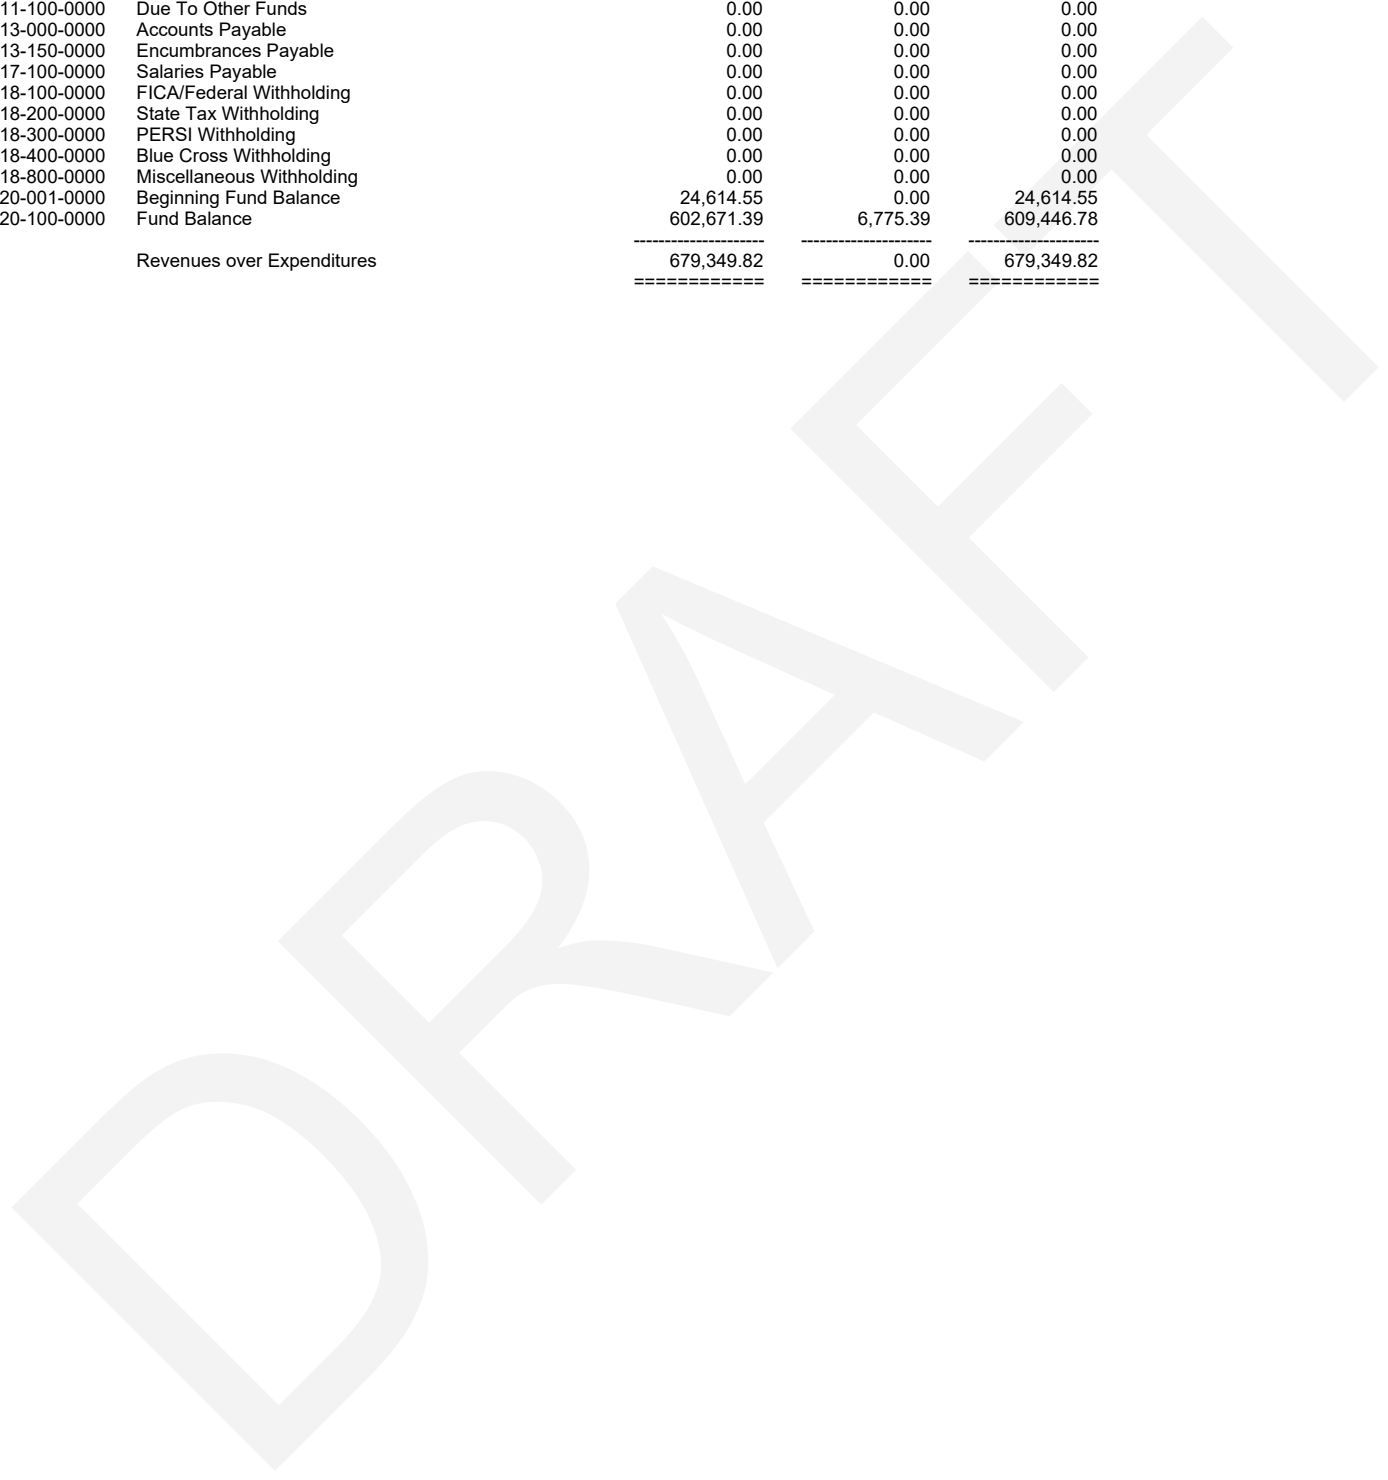 11-100-0000 Due To Other Funds 0.00 0.00 0.00
13-000-0000 Accounts Payable 0.00 0.00 0.00
13-150-0000 Encumbrances Payable 0.00 0.00 0.00
17-100-0000 Salaries Payable 0.00 0.00 0.00
18-100-0000 FICA/Federal Withholding 0.00 0.00 0.00
18-200-0000 State Tax Withholding 0.00 0.00 0.00
18-300-0000 PERSI Withholding 0.00 0.00 0.00
18-400-0000 Blue Cross Withholding 0.00 0.00 0.00
18-800-0000 Miscellaneous Withholding 0.00 0.00 0.00
20-001-0000 Beginning Fund Balance 24,614.55 0.00 24,614.55
20-100-0000 Fund Balance 602,671.39 6,775.39 609,446.78
--------------------- --------------------- ---------------------
Revenues over Expenditures 679,349.82 0.00 679,349.82
============ ============ ============
DRAFT